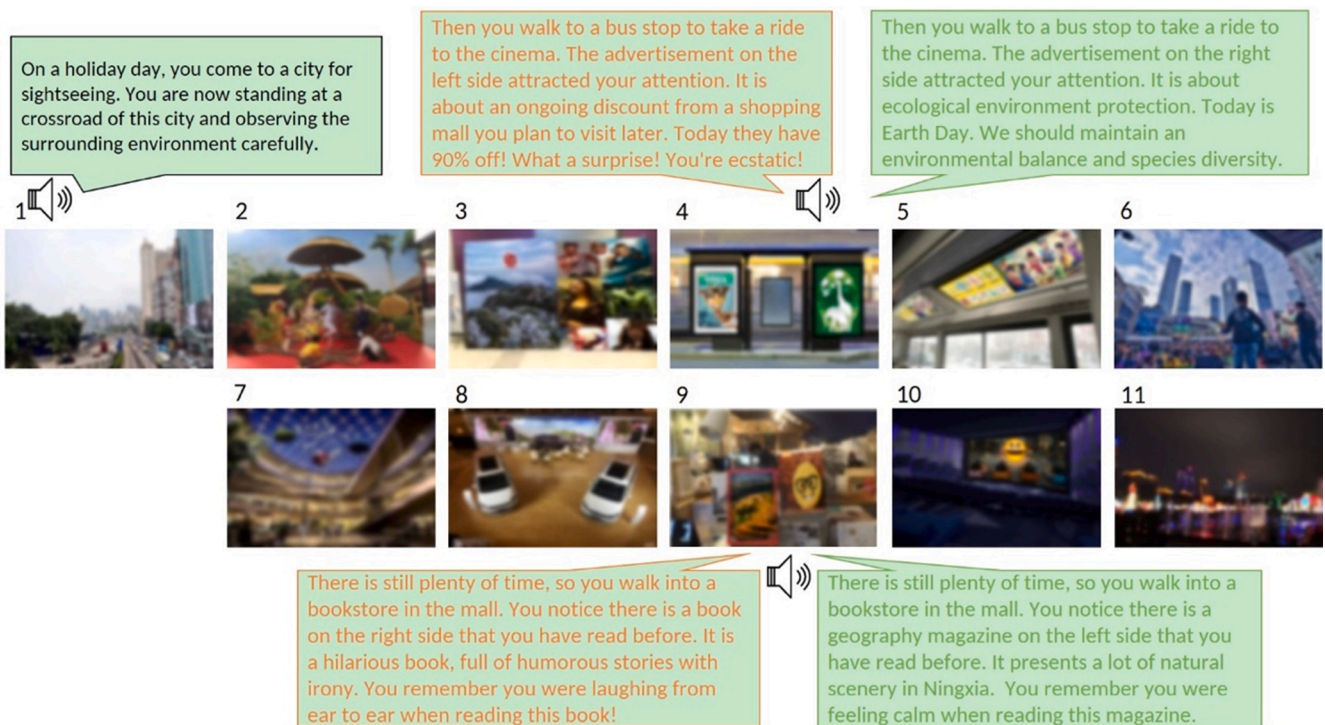 On a holiday day, you come to a city for
sightseeing. You are now standing at a
crossroad of this city and observing the
surrounding environment carefully.
Then you walk to a bus stop to take a ride
to the cinema. The advertisement on the
left side attracted your attention. It is
about an ongoing discount from a shopping
mall you plan to visit later. Today they have
90% off! What a surprise! You're ecstatic!
Then you walk to a bus stop to take a ride
to the cinema. The advertisement on the right
side attracted your attention. It is about
ecological environment protection. Today is
Earth Day. We should maintain an
environmental balance and species diversity.
1
2
3
4
5
6
7
8
9
10
11
There is still plenty of time, so you walk into a
bookstore in the mall. You notice there is a book
on the right side that you have read before. It is
a hilarious book, full of humorous stories with
irony. You remember you were laughing from
ear to ear when reading this book!
There is still plenty of time, so you walk into a
bookstore in the mall. You notice there is a
geography magazine on the left side that you
have read before. It presents a lot of natural
scenery in Ningxia. You remember you were
feeling calm when reading this magazine.